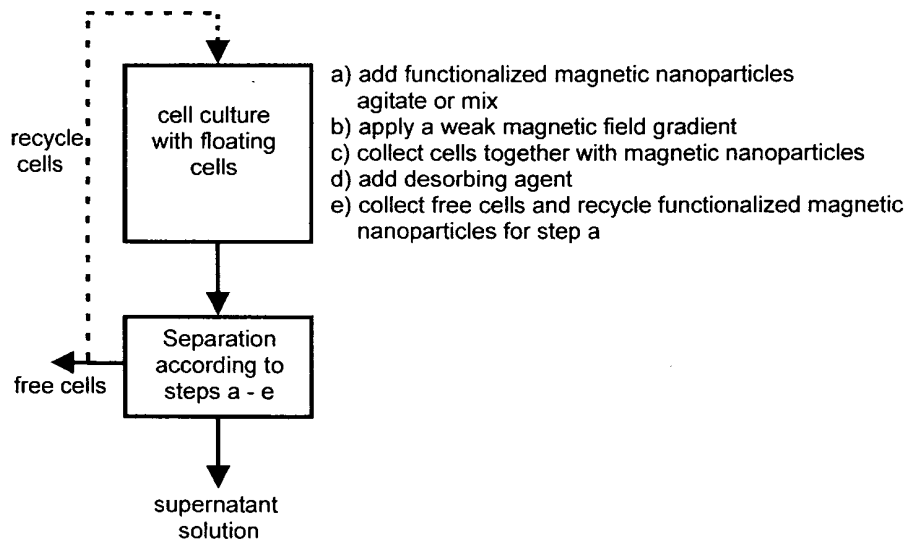 cell culture
with floating
cells
recycle
cells
a) add functionalized magnetic nanoparticles
agitate or mix
b) apply a weak magnetic field gradient
c) collect cells together with magnetic nanoparticles
d) add desorbing agent
e) collect free cells and recycle functionalized magnetic
nanoparticles for step a
Separation
according to
steps a - e
free cells
supernatant
solution